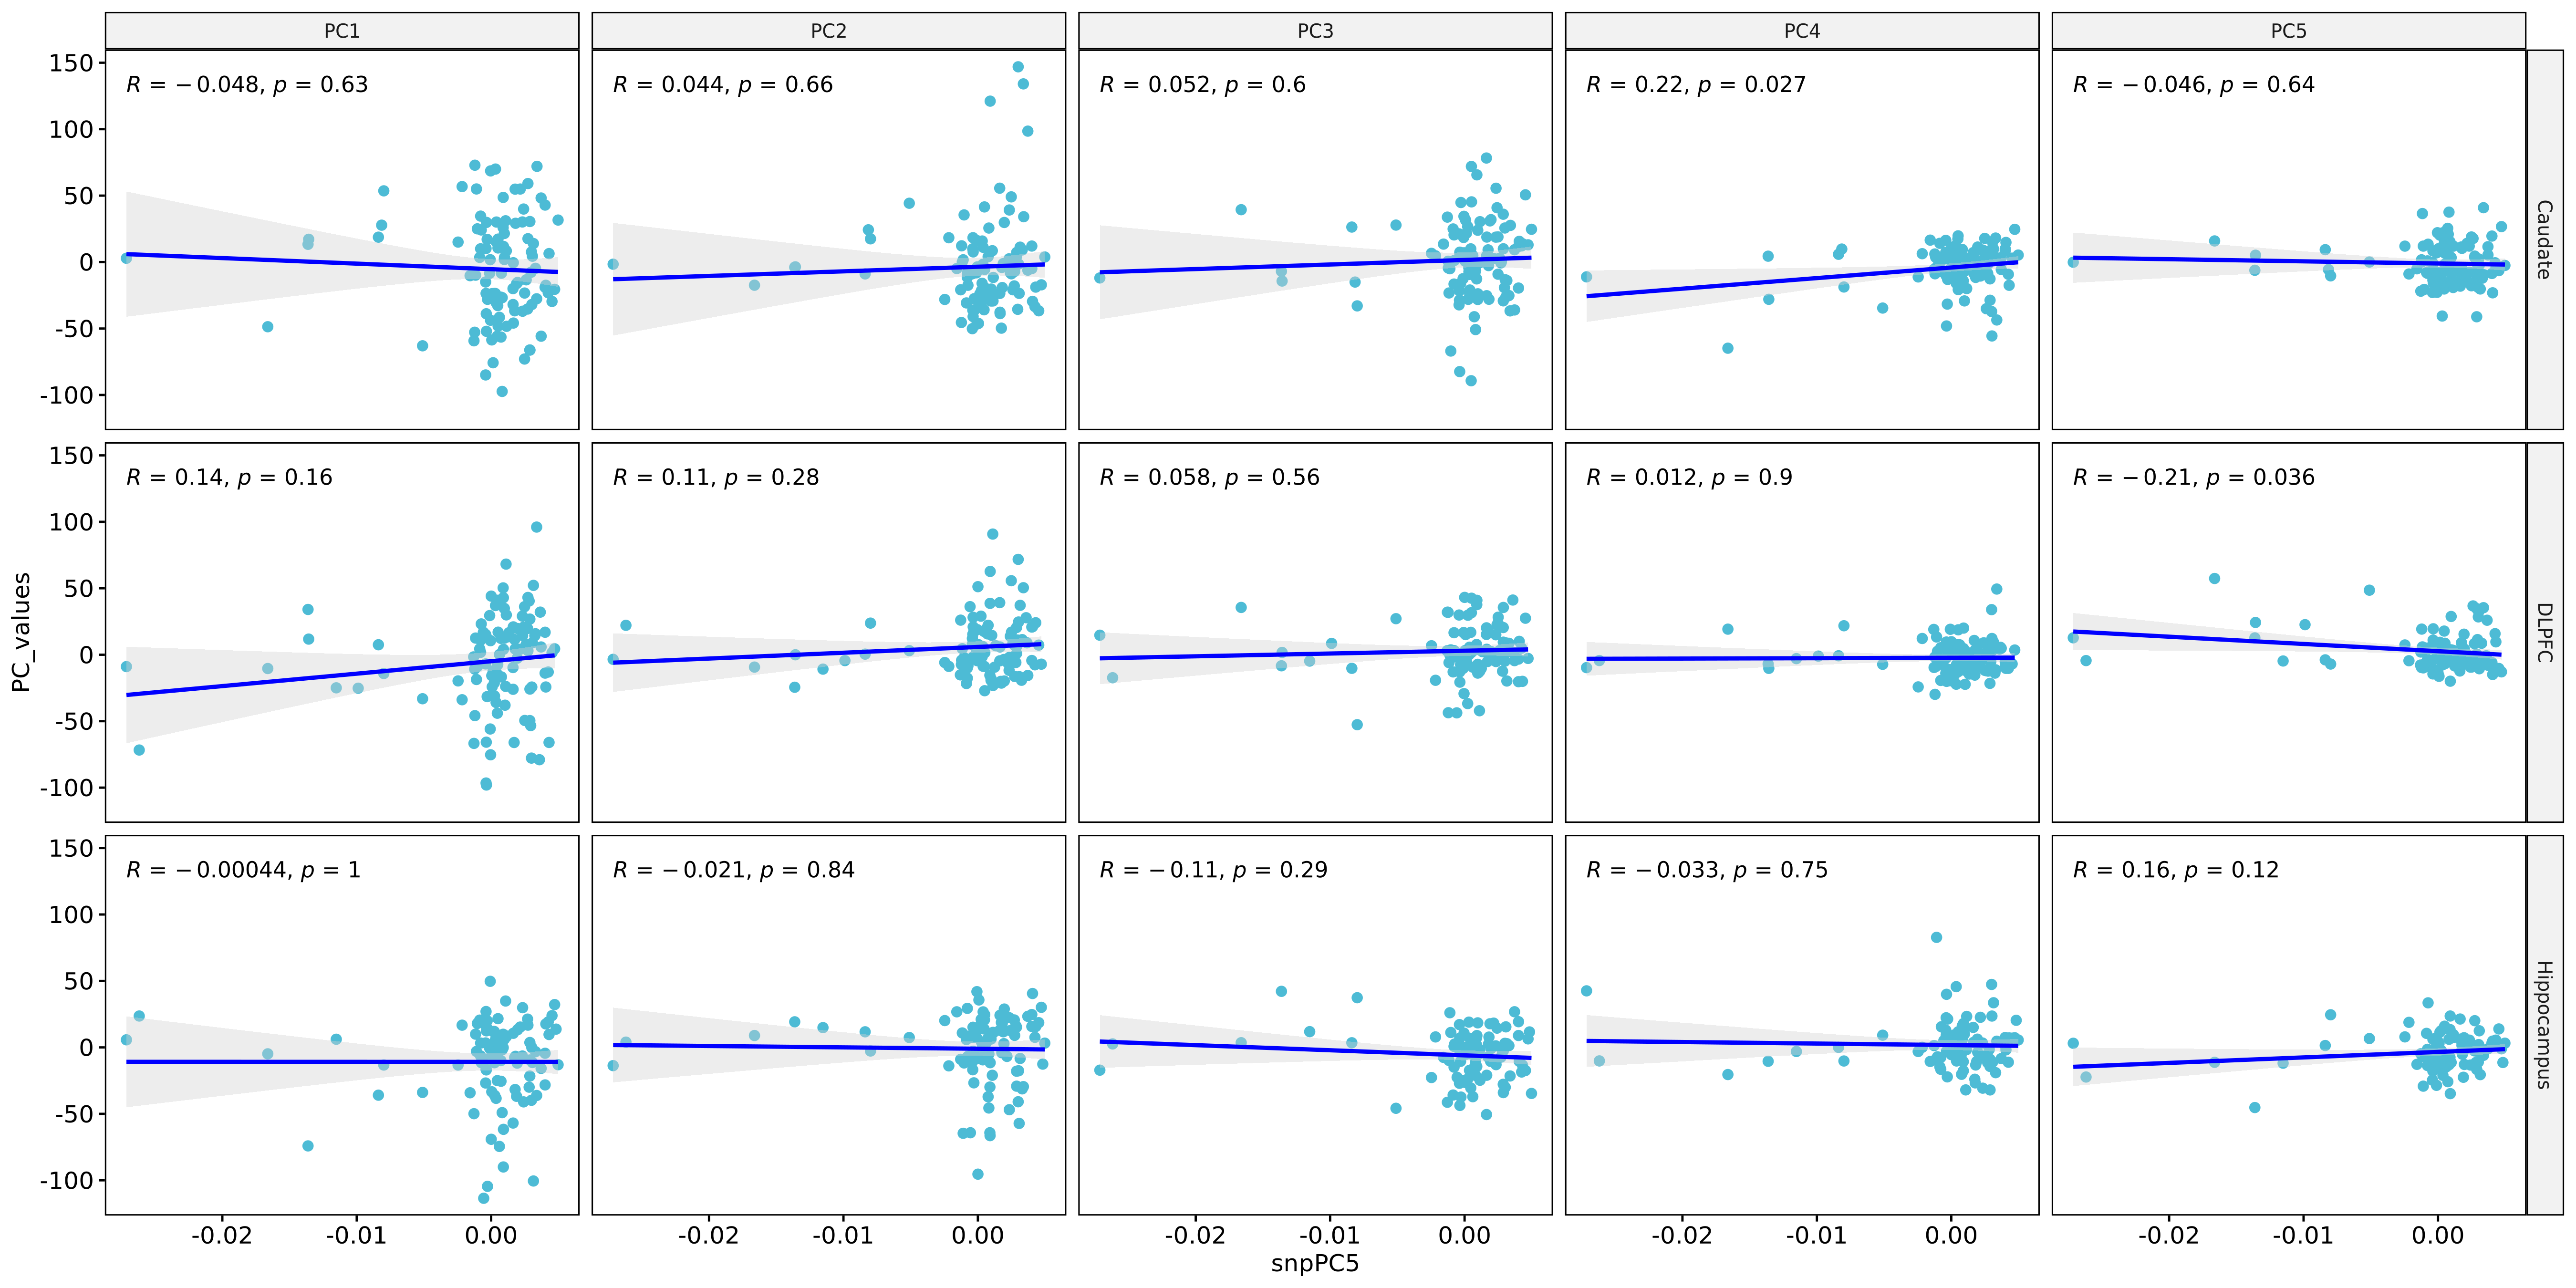 PC1 PC2 PC3 PC4 PC5
R = −0.048, p = 0.63
R = 0.044, p = 0.66
R = 0.052, p = 0.6
R = 0.22, p = 0.027
R = −0.046, p = 0.64
150
100
50
0
-50
-100
Caudate
R = 0.14, p = 0.16
R = 0.11, p = 0.28
R = 0.058, p = 0.56
R = 0.012, p = 0.9
R = −0.21, p = 0.036
150
100
50
0
-50
-100
DLPFC
PC_values
R = −0.00044, p = 1
R = −0.021, p = 0.84
R = −0.11, p = 0.29
R = −0.033, p = 0.75
R = 0.16, p = 0.12
150
100
50
0
-50
-100
Hippocampus
-0.02 -0.01 0.00 -0.02 -0.01 0.00 -0.02 -0.01 0.00 -0.02 -0.01 0.00 -0.02 -0.01 0.00
snpPC5